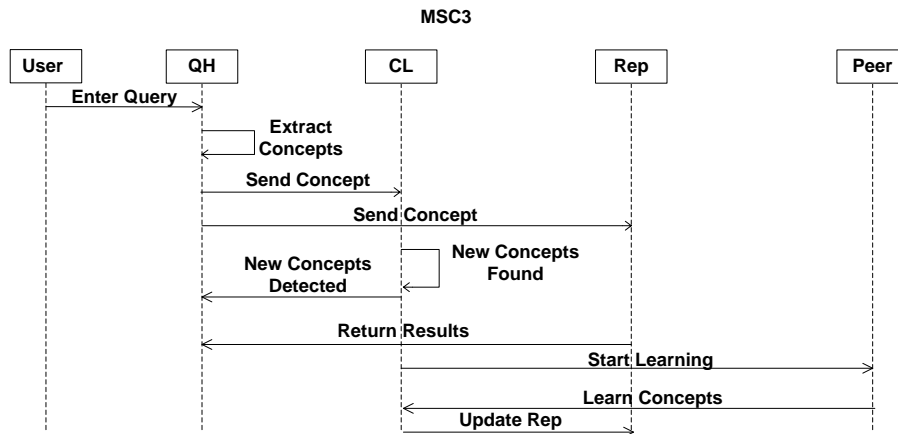 MSC3
User
QH
CL
Rep
Peer
Enter Query
Extract
Concepts
Send Concept
Send Concept
New Concepts
Found
New Concepts
Detected
Return Results
Start Learning
Learn Concepts
Update Rep